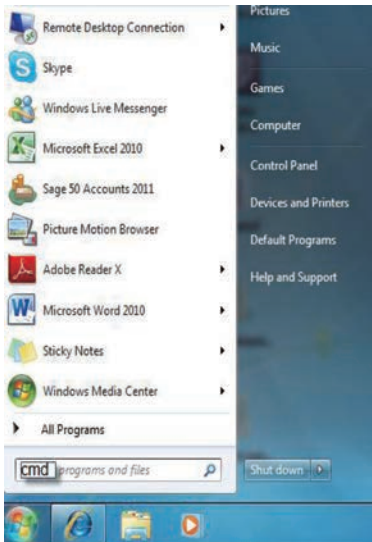 Remote Desktop Connection
Skype
Windows Live Messenger
Microsoft Excel 2010
Sage 50 Accounts 2011
Picture Motion Browser
Adobe Reader X
Microsoft Word 2010
Sticky Notes
Windows Media Center
All Programs
cmd programs and files
Pictures
Music
Games
Computer
Control Panel
Devices and Printers
Default Programs
Help and Support
Shut down